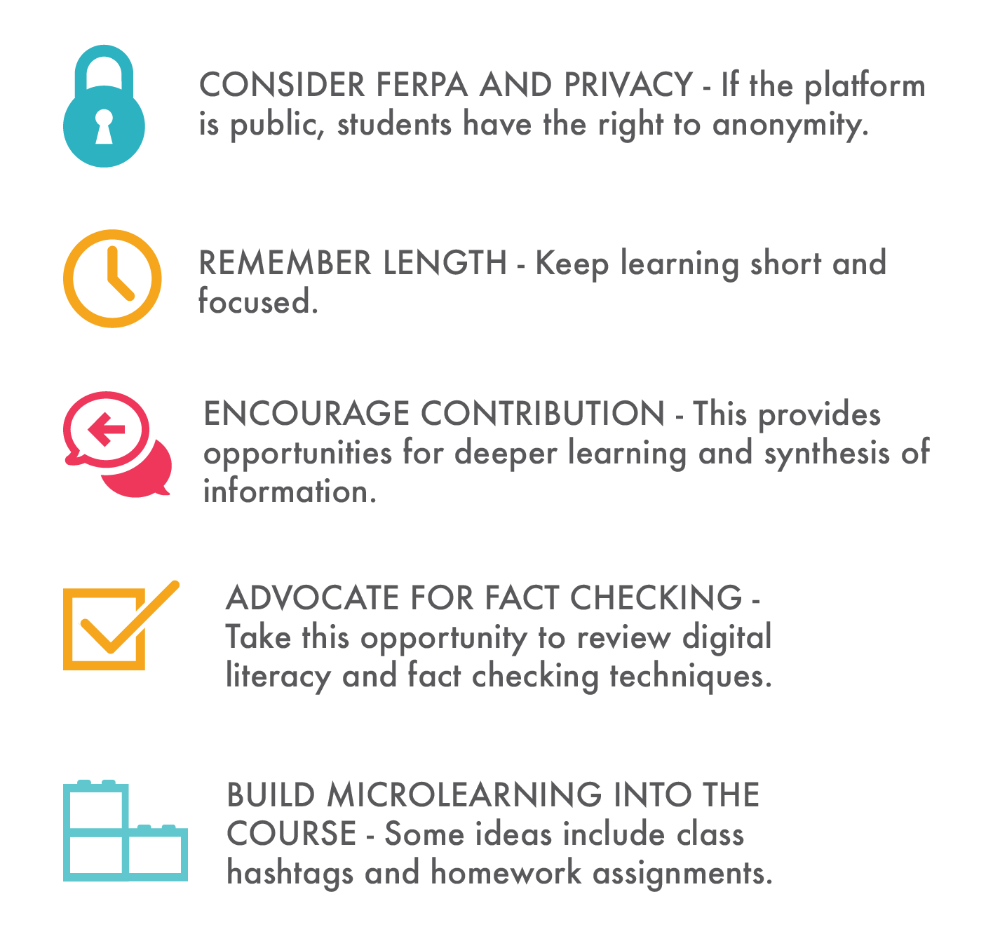 CONSIDER FERPA AND PRIVACY - If the platform
is public, students have the right to anonymity.
REMEMBER LENGTH - Keep learning short and
focused.
ENCOURAGE CONTRIBUTION - This provides
opportunities for deeper learning and synthesis of
information.
ADVOCATE FOR FACT CHECKING -
Take this opportunity to review digital
literacy and fact checking techniques.
BUILD MICROLEARNING INTO THE
COURSE - Some ideas include class
hashtags and homework assignments.